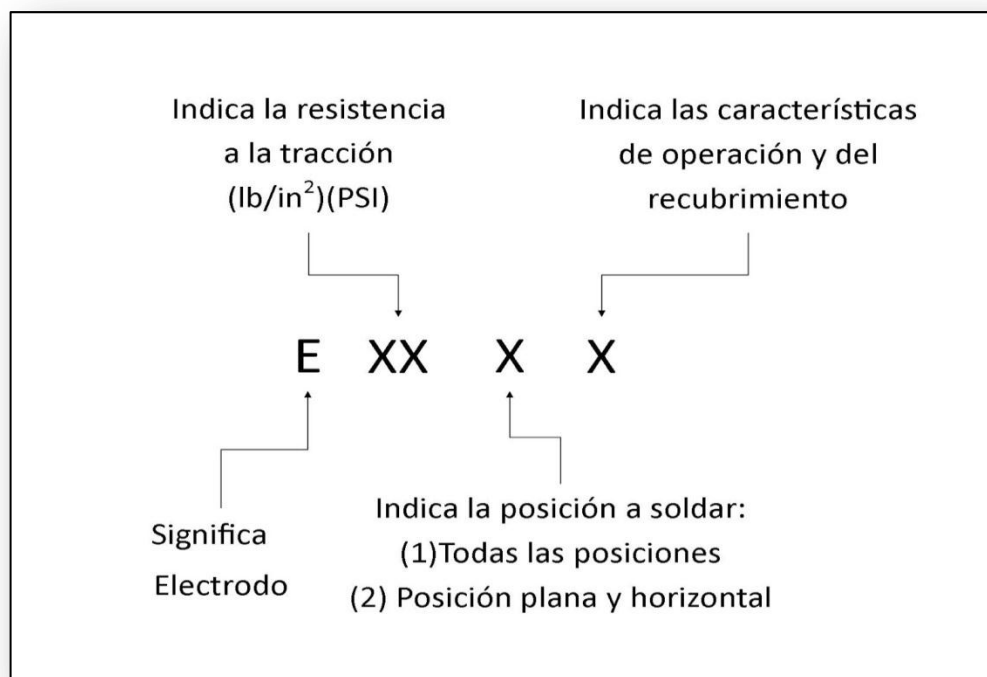 Indica la resistencia
a la tracción
(lb/in²)(PSI)
Indica las características
de operación y del
recubrimiento
E XX X X
Significa
Electrodo
Indica la posición a soldar:
(1)Todas las posiciones
(2) Posición plana y horizontal